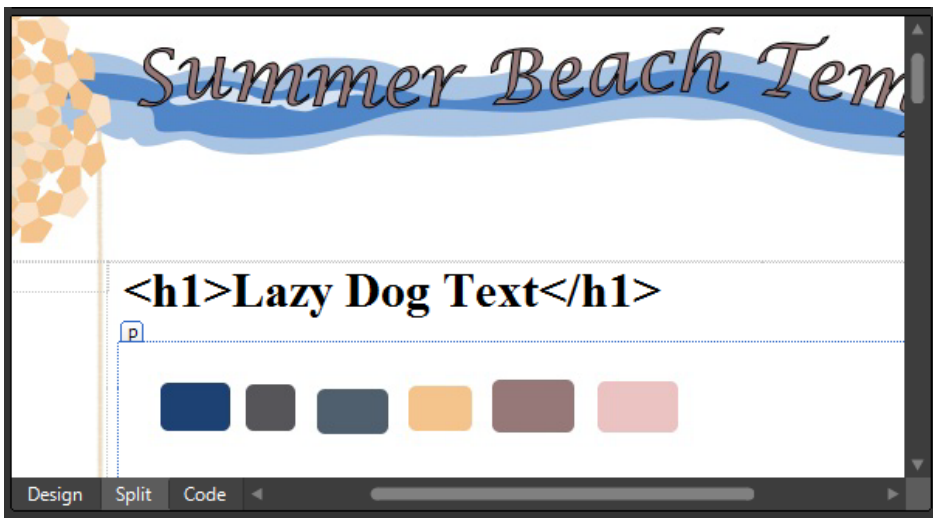 Summer Beach Tem
<h1>Lazy Dog Text</h1>
p
Design Split Code